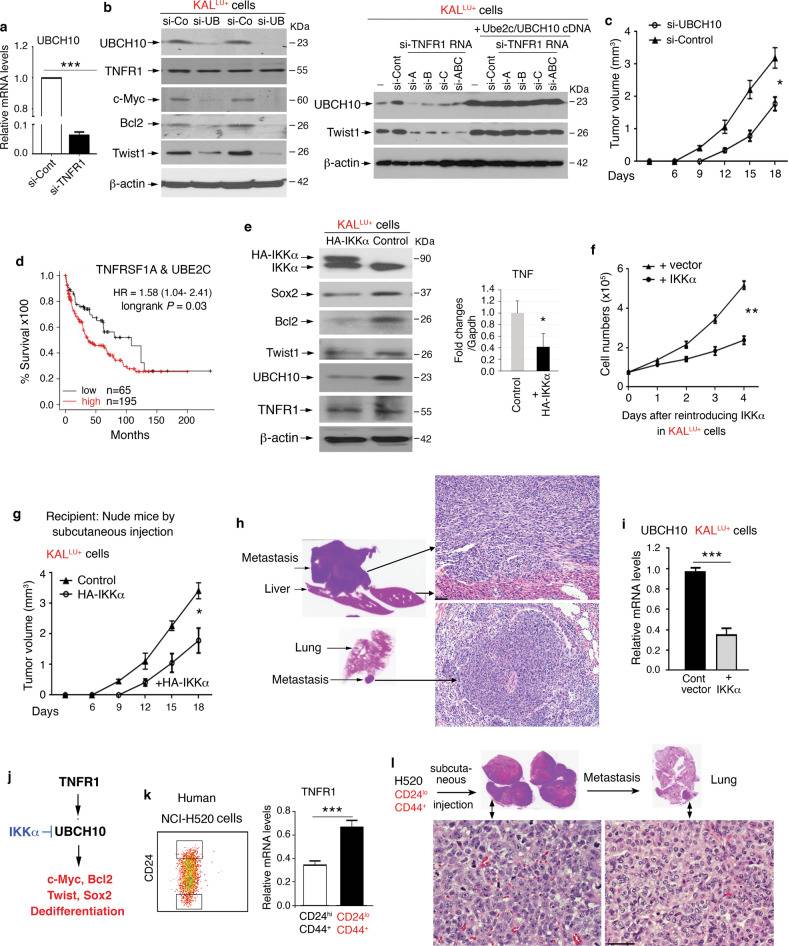 a
UBCH10
***
Relative mRNA levels
1.0
0.5
0.1
0.0
si-Cont
si-TNFR1
b
KAL^LU+ cells
si-Co si-UB si-Co si-UB
KDa
UBCH10 23
TNFR1 55
c-Myc 60
Bcl2 26
Twist1 26
β-actin 42
KAL^LU+ cells
+ Ube2c/UBCH10 cDNA
si-TNFR1 RNA si-TNFR1 RNA
– si-Cont si-A si-B si-C si-ABC – si-Cont si-A si-B si-C si-ABC
KDa
UBCH10 23
Twist1 26
β-actin 42
c
si-UBCH10
si-Control
Tumor volume (mm³)
4
3
2
1
0
*
Days 6 9 12 15 18
d
TNFRSF1A & UBE2C
HR = 1.58 (1.04- 2.41)
longrank P = 0.03
% Survival x100
1.0
0.8
0.6
0.4
0.2
0.0
low n=65
high n=195
0 50 100 150 200
Months
e
KAL^LU+ cells
HA-IKKα Control
KDa
HA-IKKα 90
IKKα
Sox2 37
Bcl2 26
Twist1 26
UBCH10 23
TNFR1 55
β-actin 42
TNF
Fold changes
/Gapdh
1.4
1.2
1.0
0.8
0.6
0.4
0.2
0.0
*
Control
+
HA-IKKα
f
+ vector
+ IKKα
Cell numbers (x10⁵)
6
4
2
0
**
0 1 2 3 4
Days after reintroducing IKKα
in KAL^LU+ cells
g
Recipient: Nude mice by
subcutaneous injection
KAL^LU+ cells
Control
HA-IKKα
Tumor volume (mm³)
4
3
2
1
0
*
+HA-IKKα
Days 6 9 12 15 18
h
Metastasis
Liver
Lung
Metastasis
i
UBCH10 KAL^LU+ cells
***
Relative mRNA levels
1.2
1.0
0.8
0.6
0.4
0.2
0.0
Cont
vector
+
IKKα
j
TNFR1
IKKα UBCH10
c-Myc, Bcl2
Twist, Sox2
Dedifferentiation
k
Human
NCI-H520 cells
CD24
TNFR1
***
Relative mRNA levels
0.8
0.6
0.4
0.2
0.0
CD24^hi CD24^lo
CD44⁺ CD44⁺
l
H520
CD24^lo
CD44⁺
subcuta-
neous
injection
Metastasis
Lung